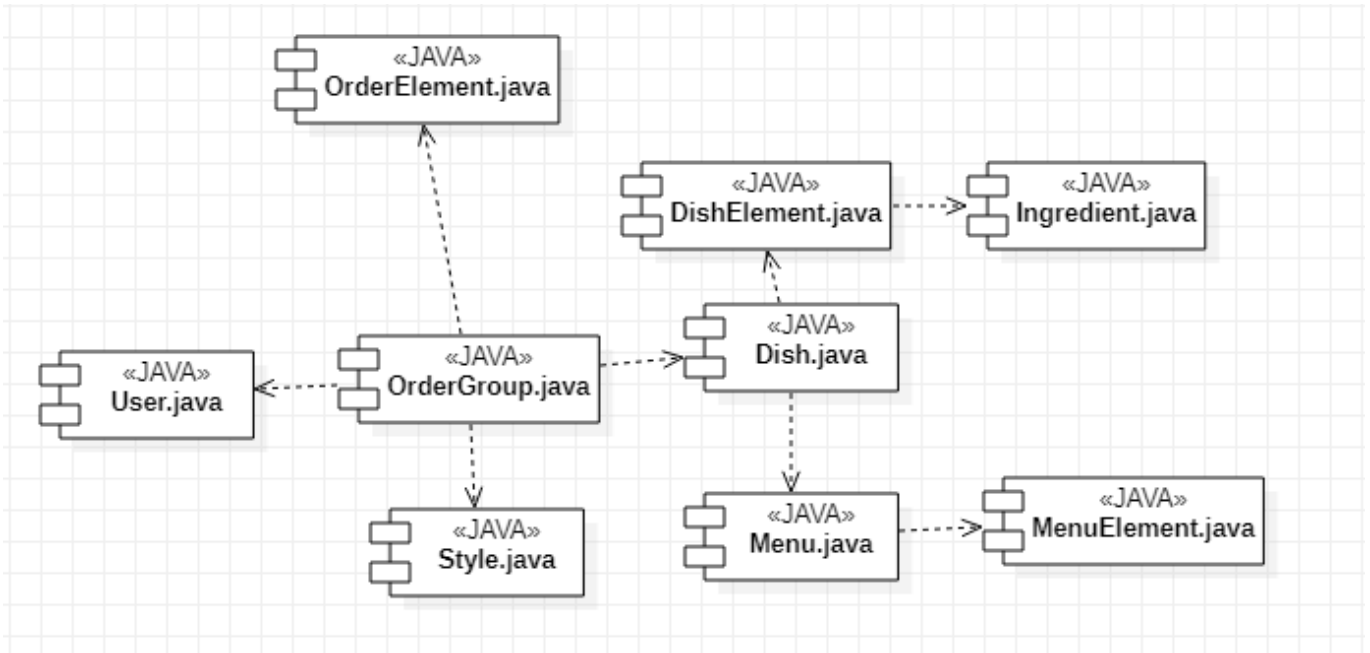 «JAVA»
OrderElement.java
«JAVA»
DishElement.java
«JAVA»
Ingredient.java
«JAVA»
Dish.java
«JAVA»
OrderGroup.java
«JAVA»
User.java
«JAVA»
Style.java
«JAVA»
Menu.java
«JAVA»
MenuElement.java